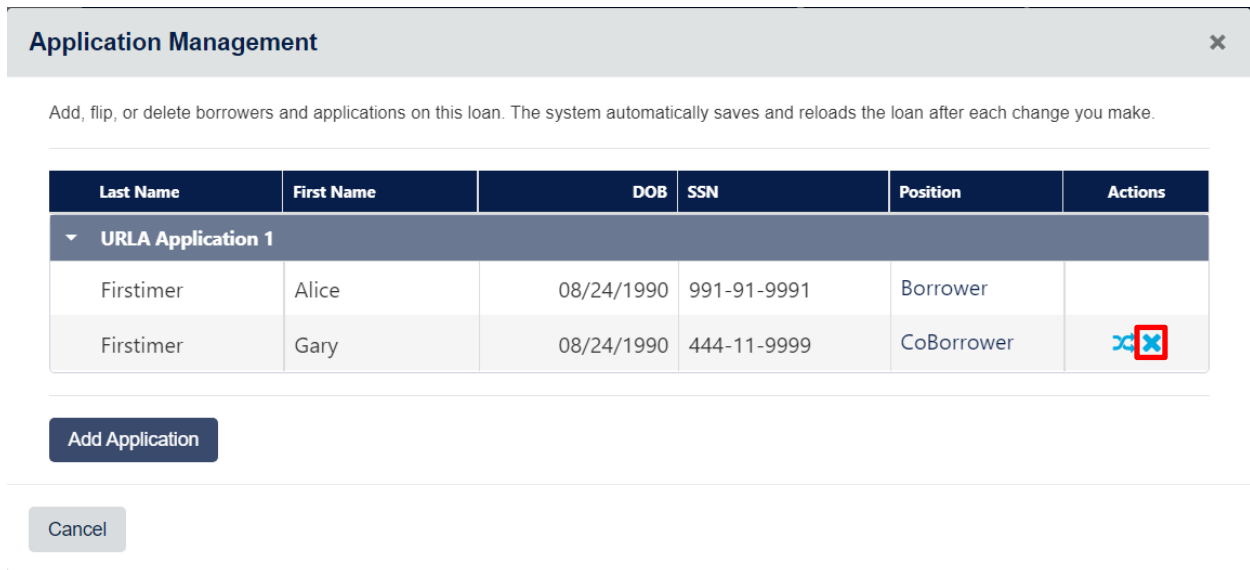 Application Management
Add, flip, or delete borrowers and applications on this loan. The system automatically saves and reloads the loan after each change you make.
Last Name First Name DOB SSN Position Actions
URLA Application 1
Firstimer Alice 08/24/1990 991-91-9991 Borrower
Firstimer Gary 08/24/1990 444-11-9999 CoBorrower
Add Application
Cancel